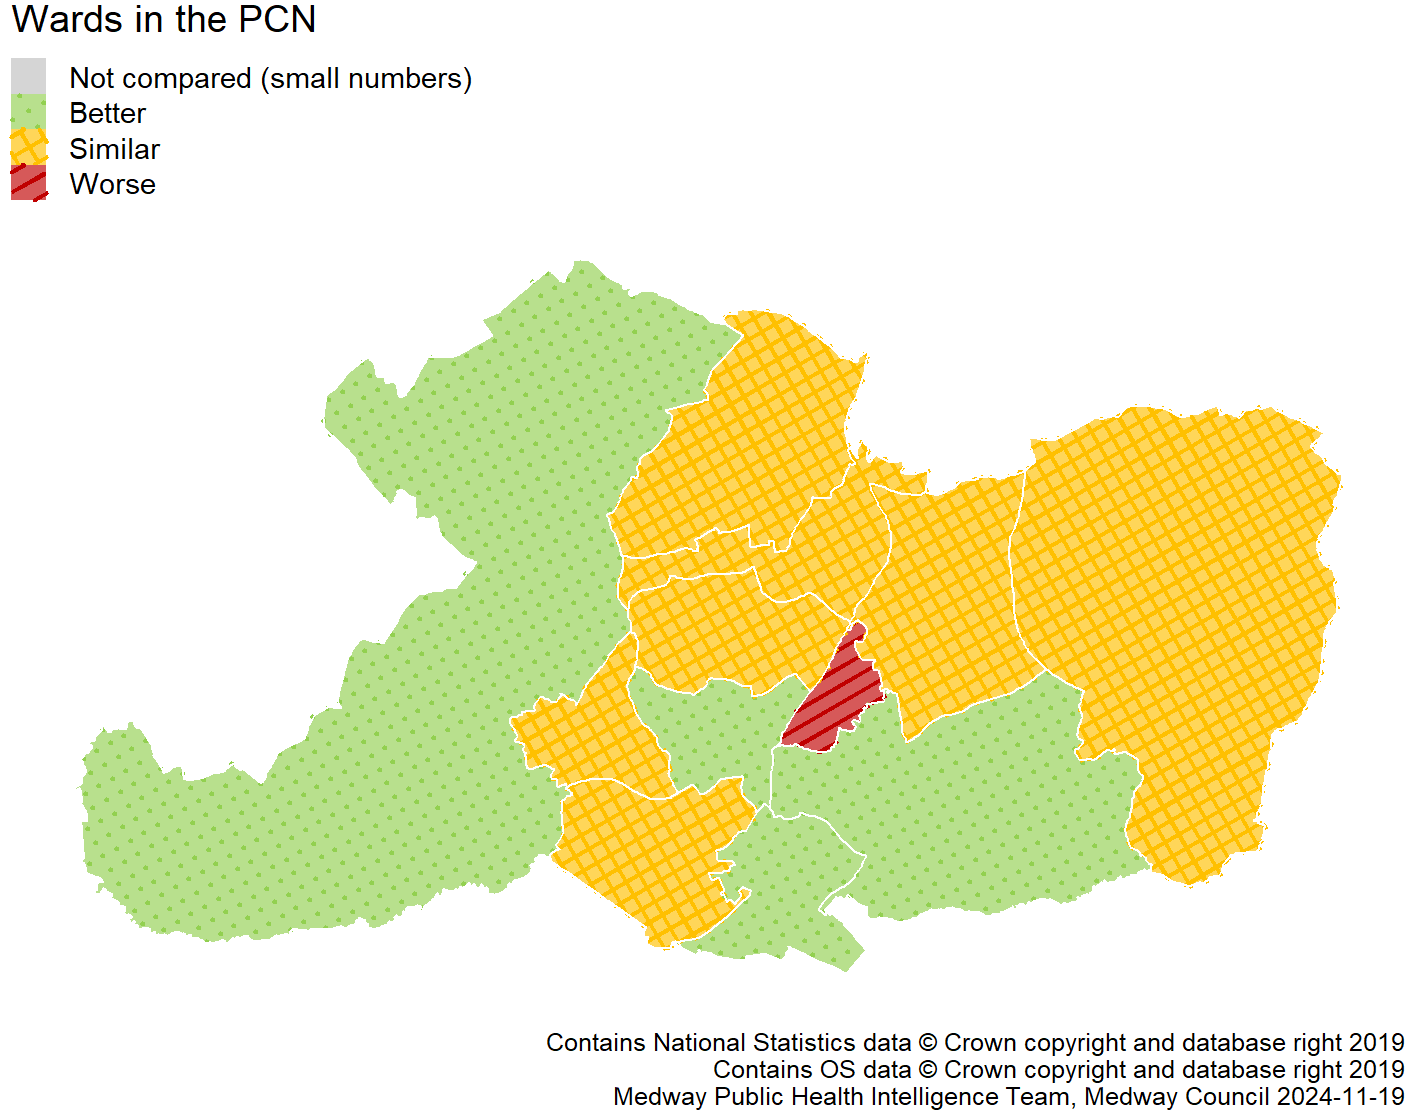 Wards in the PCN
Not compared (small numbers)
Better
Similar
Worse
Contains National Statistics data © Crown copyright and database right 2019
Contains OS data © Crown copyright and database right 2019
Medway Public Health Intelligence Team, Medway Council 2024-11-19